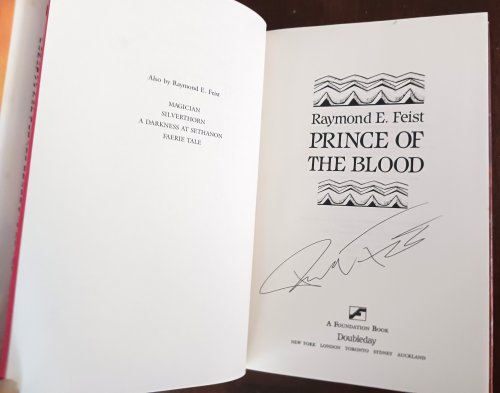 Also by Raymond E. Feist
MAGICIAN
SILVERTHORN
A DARKNESS AT SETHANON
FAERIE TALE
Raymond E. Feist
PRINCE OF
THE BLOOD
A FOUNDATION BOOK
Doubleday
NEW YORK LONDON TORONTO SYDNEY AUCKLAND